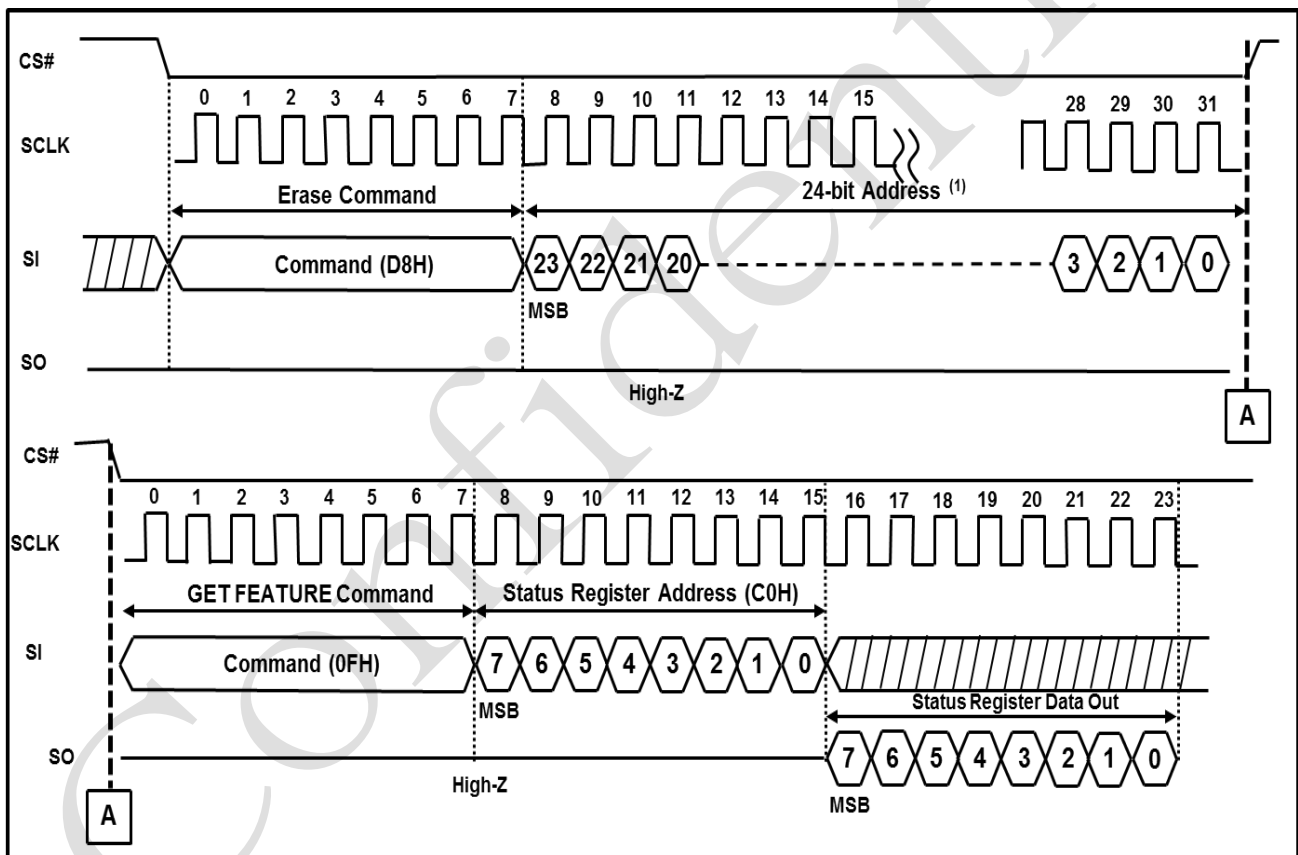 CS#
0 1 2 3 4 5 6 7 8 9 10 11 12 13 14 15 28 29 30 31
SCLK
Erase Command 24-bit Address (1)
SI Command (D8H) 23 22 21 20 3 2 1 0
MSB
SO
High-Z
A
CS#
0 1 2 3 4 5 6 7 8 9 10 11 12 13 14 15 16 17 18 19 20 21 22 23
SCLK
GET FEATURE Command Status Register Address (C0H)
SI Command (0FH) 7 6 5 4 3 2 1 0
MSB Status Register Data Out
SO 7 6 5 4 3 2 1 0
High-Z
MSB
A
Confidenti